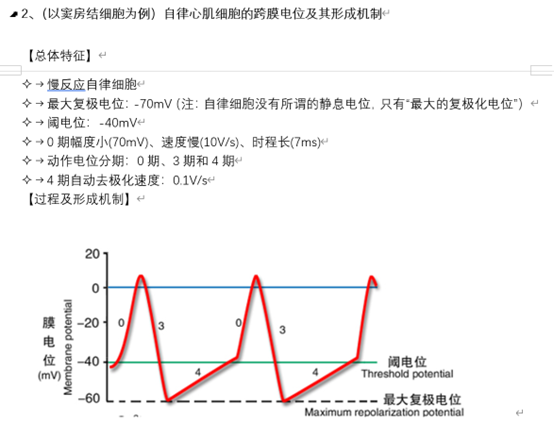 2、(以窦房结细胞为例）自律心肌细胞的跨膜电位及其形成机制
【总体特征】
慢反应自律细胞
最大复极电位：-70mV（注：自律细胞没有所谓的静息电位，只有“最大的复极化电位”）
阈电位：-40mV
0 期幅度小(70mV)、速度慢(10V/s)、时程长(7ms)
动作电位分期：0 期、3 期和 4 期
4 期自动去极化速度：0.1V/s
【过程及形成机制】
20
0
-20
-40
-60
膜电位
(mV)
Membrane potential
0 3 4 0 3 4
阈电位
Threshold potential
最大复极电位
Maximum repolarization potential